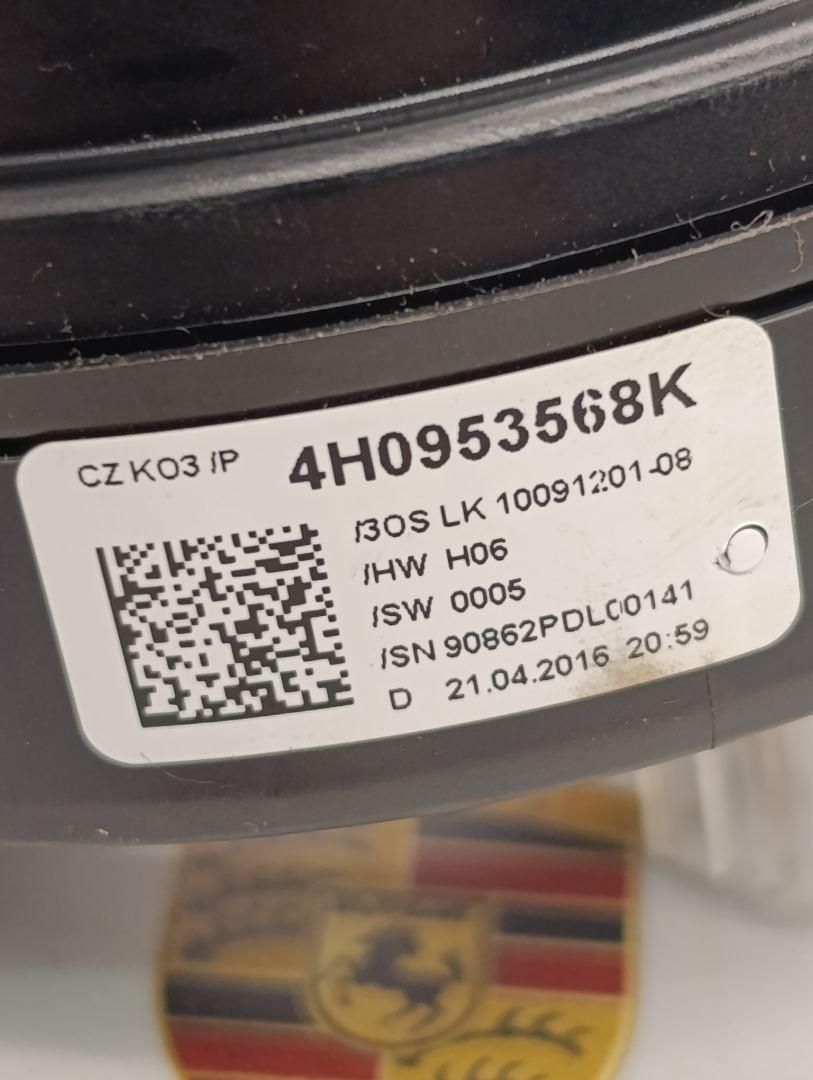 CZ K03 /P 4H0953568K
/3OS LK 10091201-08
/HW H06
/SW 0005
/SN 90862PDL00141
D 21.04.2016 20:59